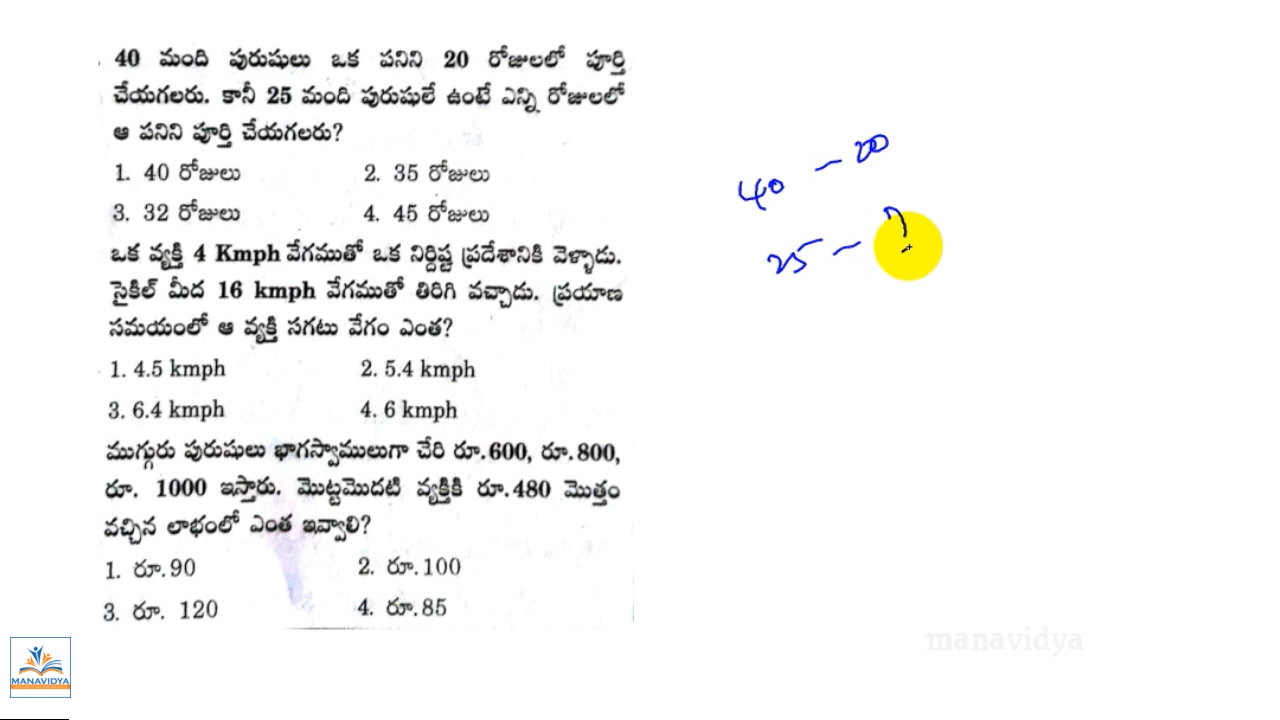 40 మంది పురుషులు ఒక పనిని 20 రోజులలో పూర్తి
చేయగలరు. కానీ 25 మంది పురుషులే ఉంటే ఎన్ని రోజులలో
ఆ పనిని పూర్తి చేయగలరు?
1. 40 రోజులు 2. 35 రోజులు
3. 32 రోజులు 4. 45 రోజులు
ఒక వ్యక్తి 4 Kmph వేగముతో ఒక నిర్దిష్ట ప్రదేశానికి వెళ్ళాడు.
సైకిల్ మీద 16 kmph వేగముతో తిరిగి వచ్చాడు. ప్రయాణ
సమయంలో ఆ వ్యక్తి సగటు వేగం ఎంత?
1. 4.5 kmph 2. 5.4 kmph
3. 6.4 kmph 4. 6 kmph
ముగ్గురు పురుషులు భాగస్వాములుగా చేరి రూ.600, రూ.800,
రూ. 1000 ఇస్తారు. మొట్టమొదటి వ్యక్తికి రూ.480 మొత్తం
వచ్చిన లాభంలో ఎంత ఇవ్వాలి?
1. రూ.90 2. రూ.100
3. రూ. 120 4. రూ.85
40 - 20
25 - ?
manavidya
MANAVIDYA